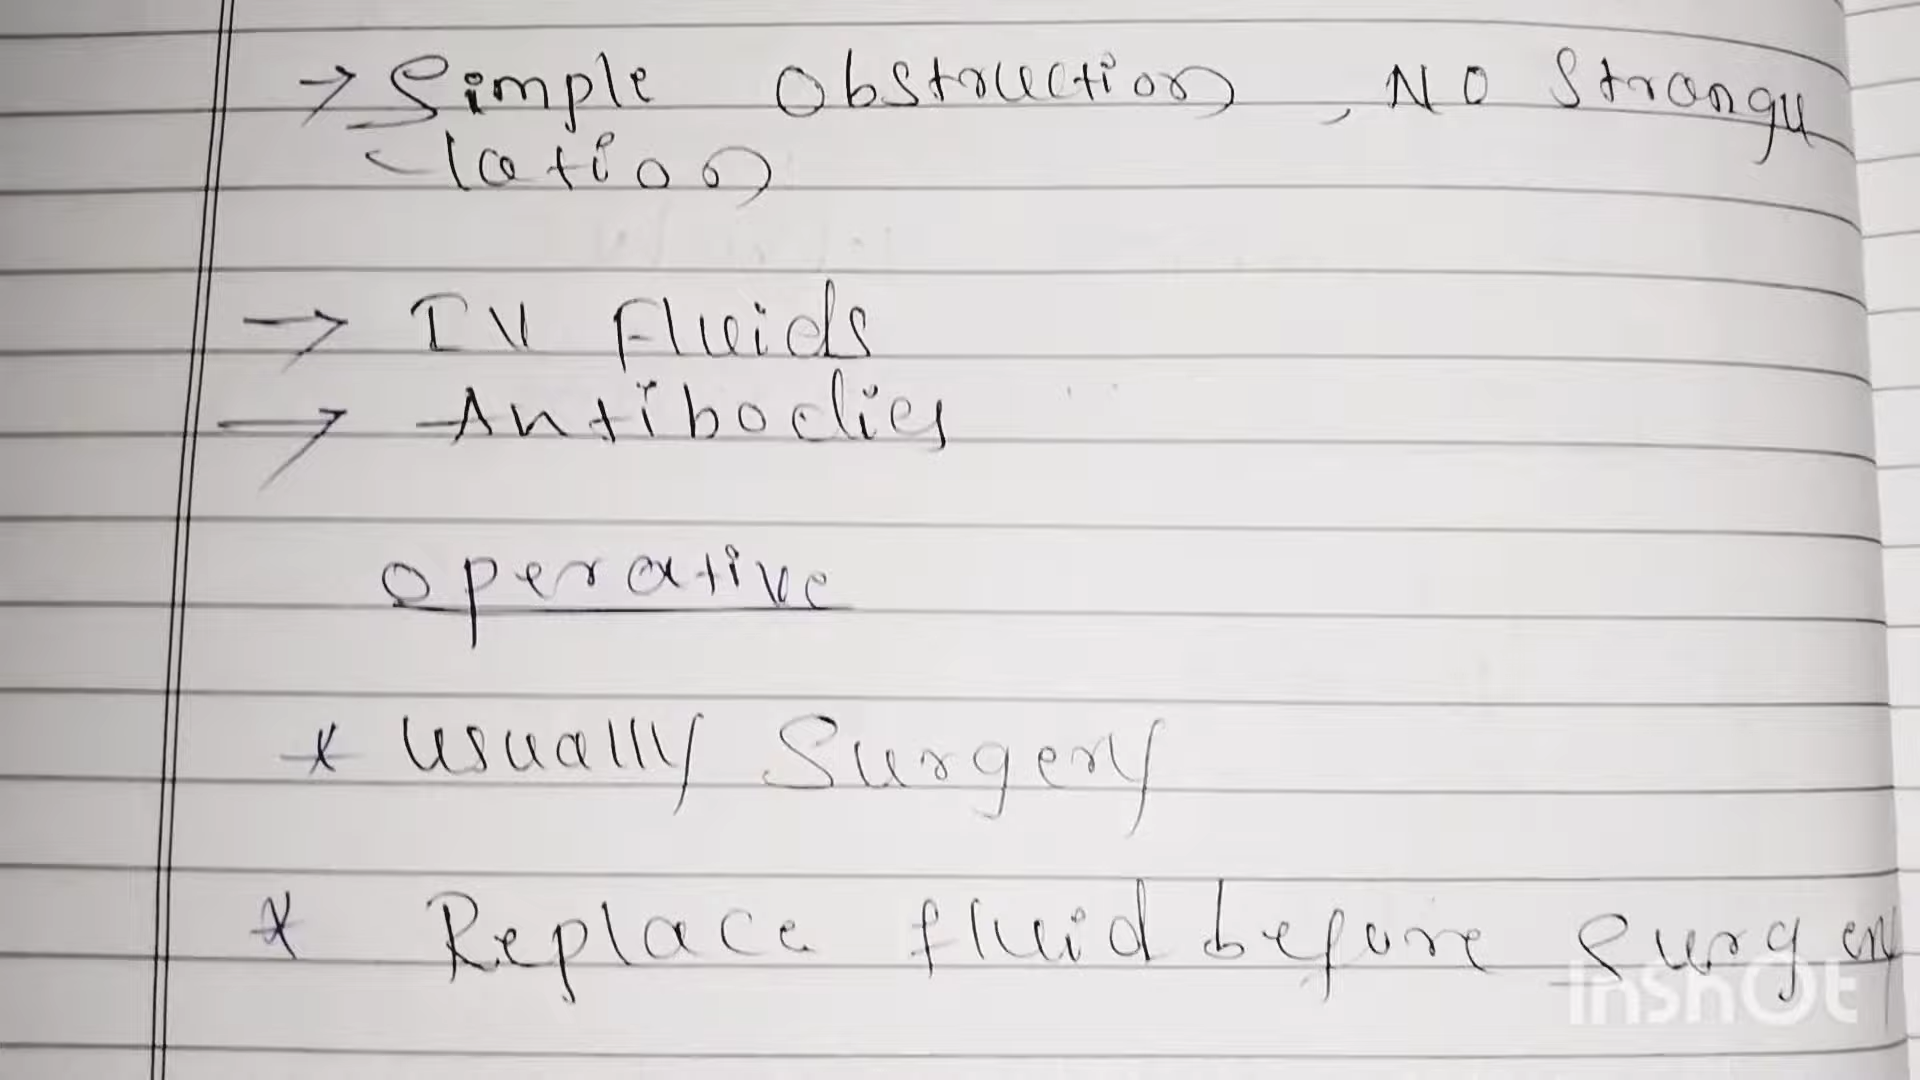 → Simple Obstruction, NO Strangu
-lation
→ IV Fluids
→ Antibodies
Operative
* Usually Surgery
* Replace fluid before Surgery
InShOt